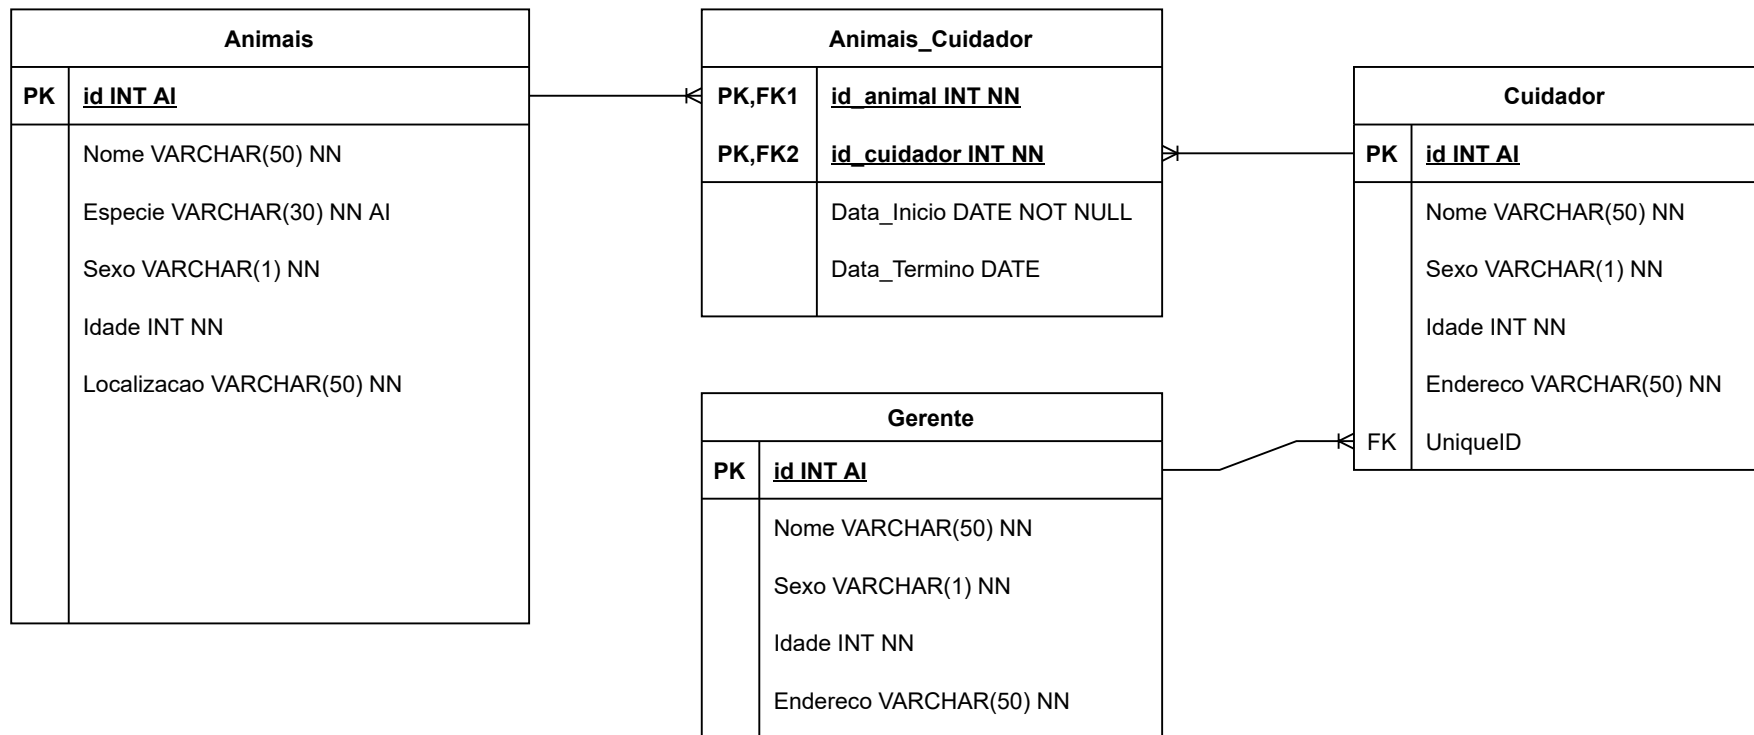 Animais
PK id INT AI
Nome VARCHAR(50) NN
Especie VARCHAR(30) NN AI
Sexo VARCHAR(1) NN
Idade INT NN
Localizacao VARCHAR(50) NN
Animais_Cuidador
PK,FK1 id_animal INT NN
PK,FK2 id_cuidador INT NN
Data_Inicio DATE NOT NULL
Data_Termino DATE
Cuidador
PK id INT AI
Nome VARCHAR(50) NN
Sexo VARCHAR(1) NN
Idade INT NN
Endereco VARCHAR(50) NN
FK UniqueID
Gerente
PK id INT AI
Nome VARCHAR(50) NN
Sexo VARCHAR(1) NN
Idade INT NN
Endereco VARCHAR(50) NN